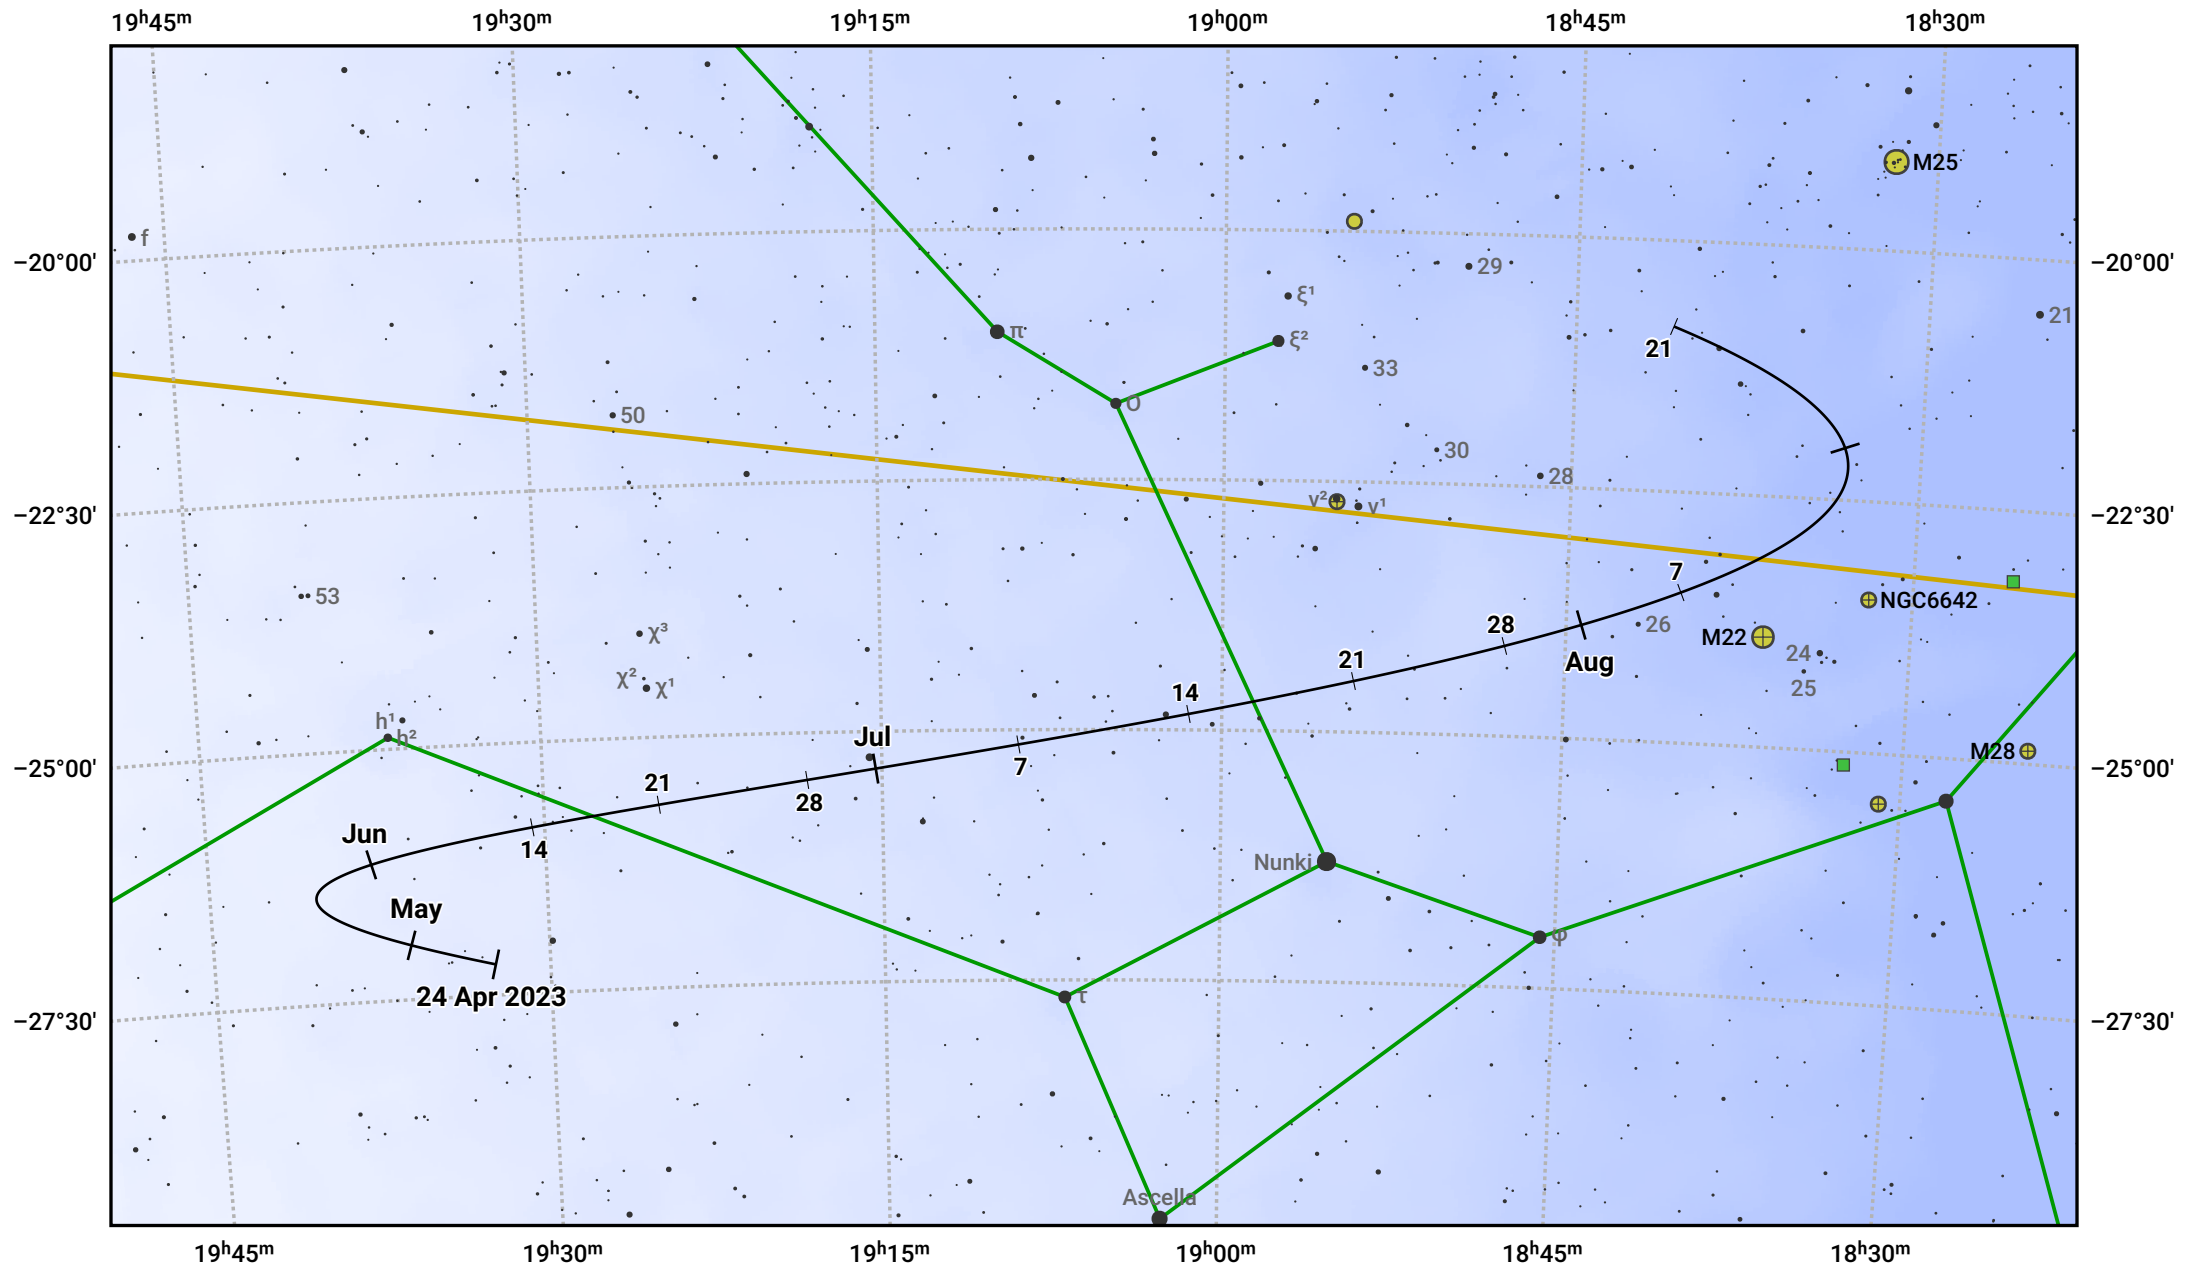 19ʰ45ᵐ 19ʰ30ᵐ 19ʰ15ᵐ 19ʰ00ᵐ 18ʰ45ᵐ 18ʰ30ᵐ
M25
f
−20°00' −20°00'
29
ξ¹
21
π
ξ²
21
33
O
50
30
28
ν² ν¹
−22°30' −22°30'
7
53
NGC6642
28 26
χ³
M22
24
21 Aug
χ² χ¹
25
14
h¹
h²
Jul
M28
−25°00' 7 −25°00'
21
28
Jun
14
Nunki
May
φ
24 Apr 2023
τ
−27°30' −27°30'
Ascella
19ʰ45ᵐ 19ʰ30ᵐ 19ʰ15ᵐ 19ʰ00ᵐ 18ʰ45ᵐ 18ʰ30ᵐ